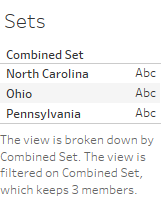 Sets
Combined Set
North Carolina Abc
Ohio Abc
Pennsylvania Abc
The view is broken down by
Combined Set. The view is
filtered on Combined Set,
which keeps 3 members.